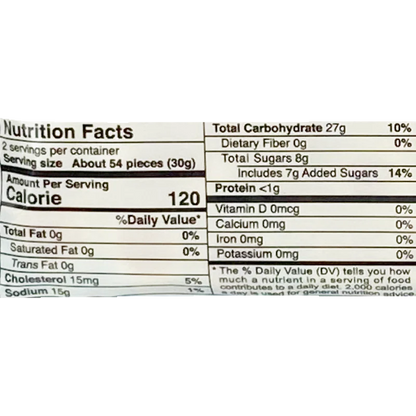 Nutrition Facts
2 servings per container
Serving size About 54 pieces (30g)
Amount Per Serving
Calorie 120
%Daily Value*
Total Fat 0g 0%
Saturated Fat 0g 0%
Trans Fat 0g
Cholesterol 15mg 5%
Sodium 15g 1%
Total Carbohydrate 27g 10%
Dietary Fiber 0g 0%
Total Sugars 8g
Includes 7g Added Sugars 14%
Protein <1g
Vitamin D 0mcg 0%
Calcium 0mg 0%
Iron 0mg 0%
Potassium 0mg 0%
* The % Daily Value (DV) tells you how
much a nutrient in a serving of food
contributes to a daily diet. 2,000 calories
a day is used for general nutrition advice